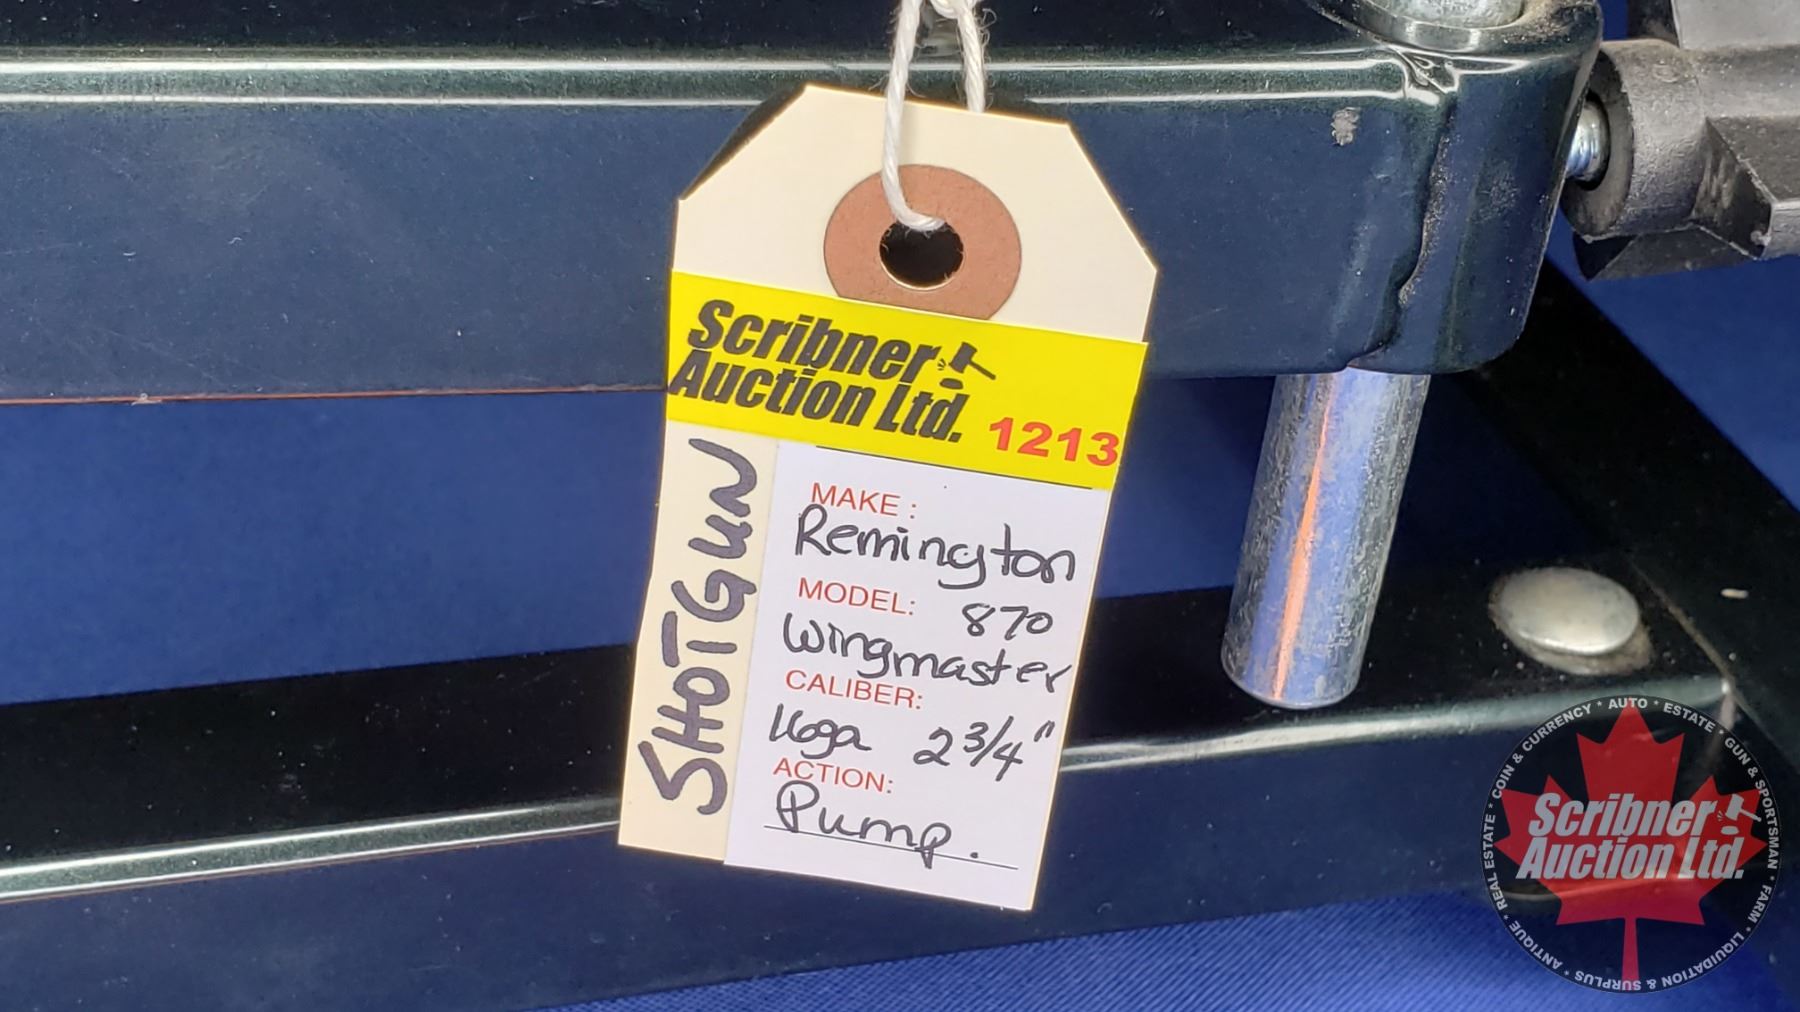 Scribner
Auction Ltd.
1213
SHOTGUN
MAKE:
Remington
MODEL: 870
Wingmaster
CALIBER:
16ga 2 3/4"
ACTION:
Pump.
Scribner
Auction Ltd.
REAL ESTATE * COIN & CURRENCY * AUTO * ESTATE * GUN & SPORTSMAN * FARM * LIQUIDATION & SURPLUS * ANTIQUE *